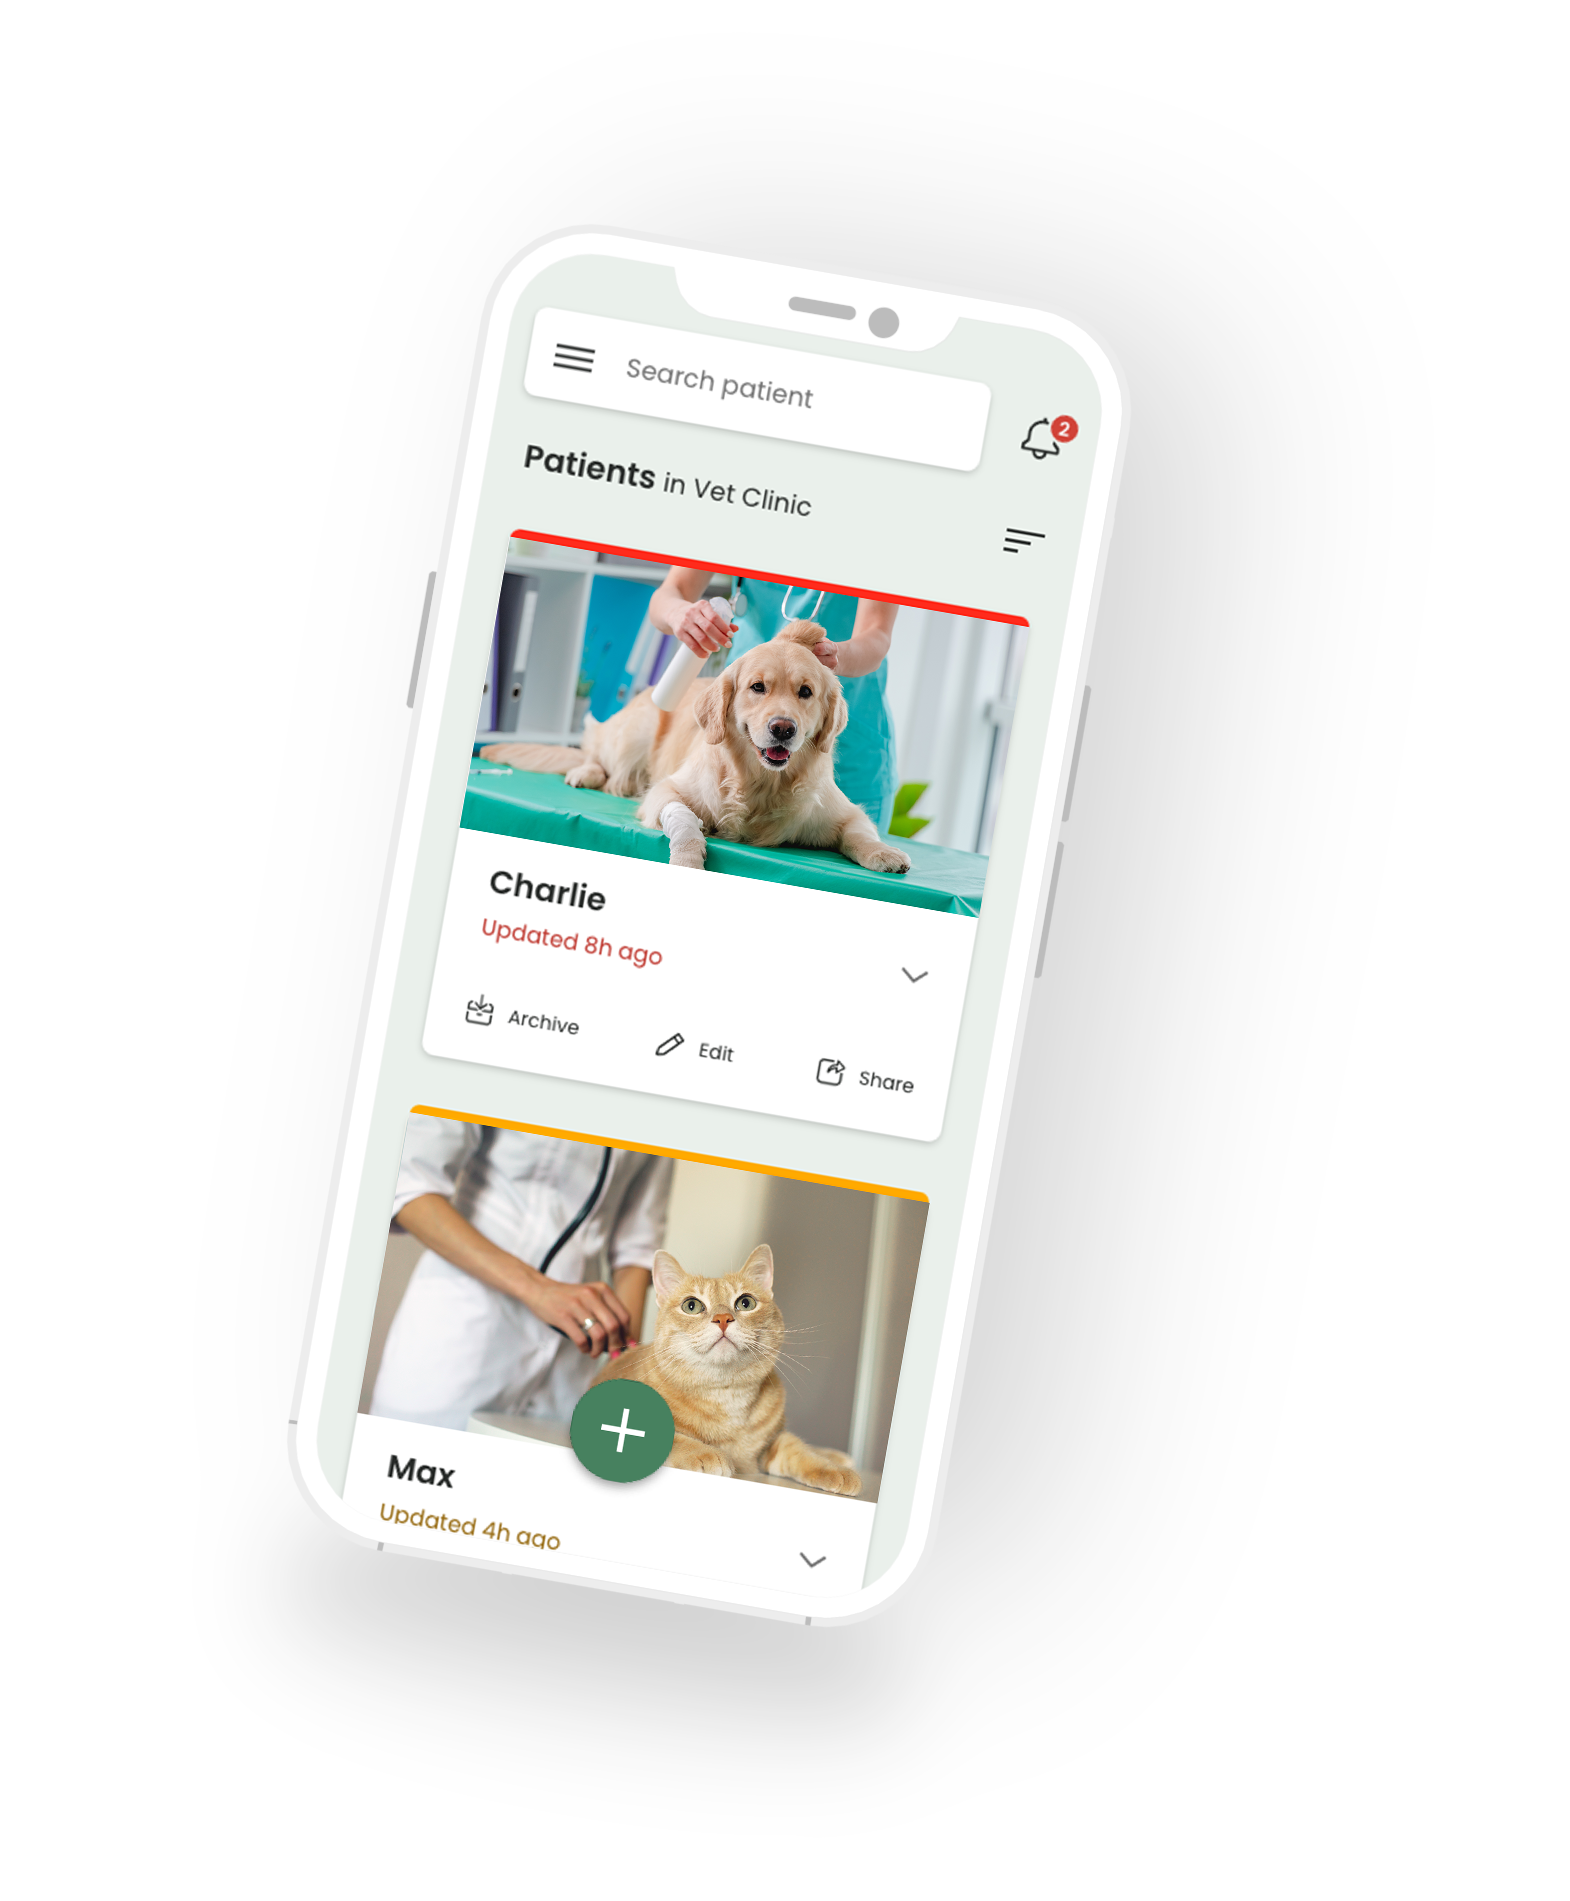 Search patient
2
Patients in Vet Clinic
Charlie
Updated 8h ago
Archive
Edit
Share
Max
Updated 4h ago